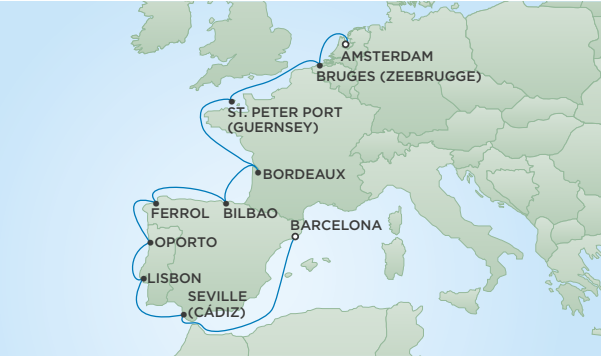 AMSTERDAM
BRUGES (ZEEBRUGGE)
ST. PETER PORT
(GUERNSEY)
BORDEAUX
FERROL
BILBAO
BARCELONA
OPORTO
LISBON
SEVILLE
(CÁDIZ)